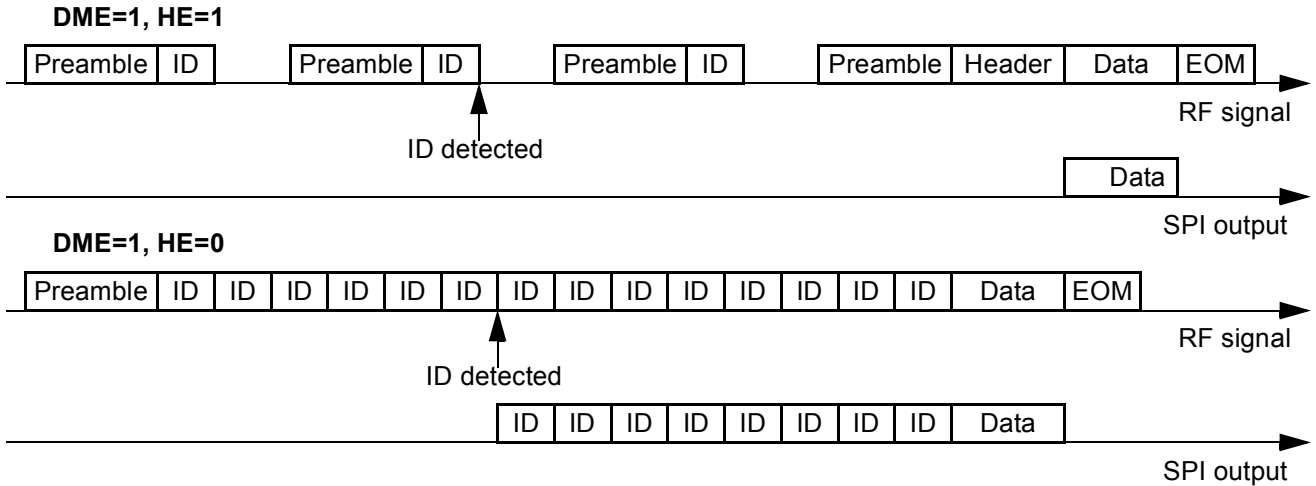 DME=1, HE=1
Preamble ID Preamble ID Preamble ID Preamble Header Data EOM
RF signal
ID detected
Data
SPI output
DME=1, HE=0
Preamble ID ID ID ID ID ID ID ID ID ID ID ID ID ID Data EOM
RF signal
ID detected
ID ID ID ID ID ID ID ID Data
SPI output